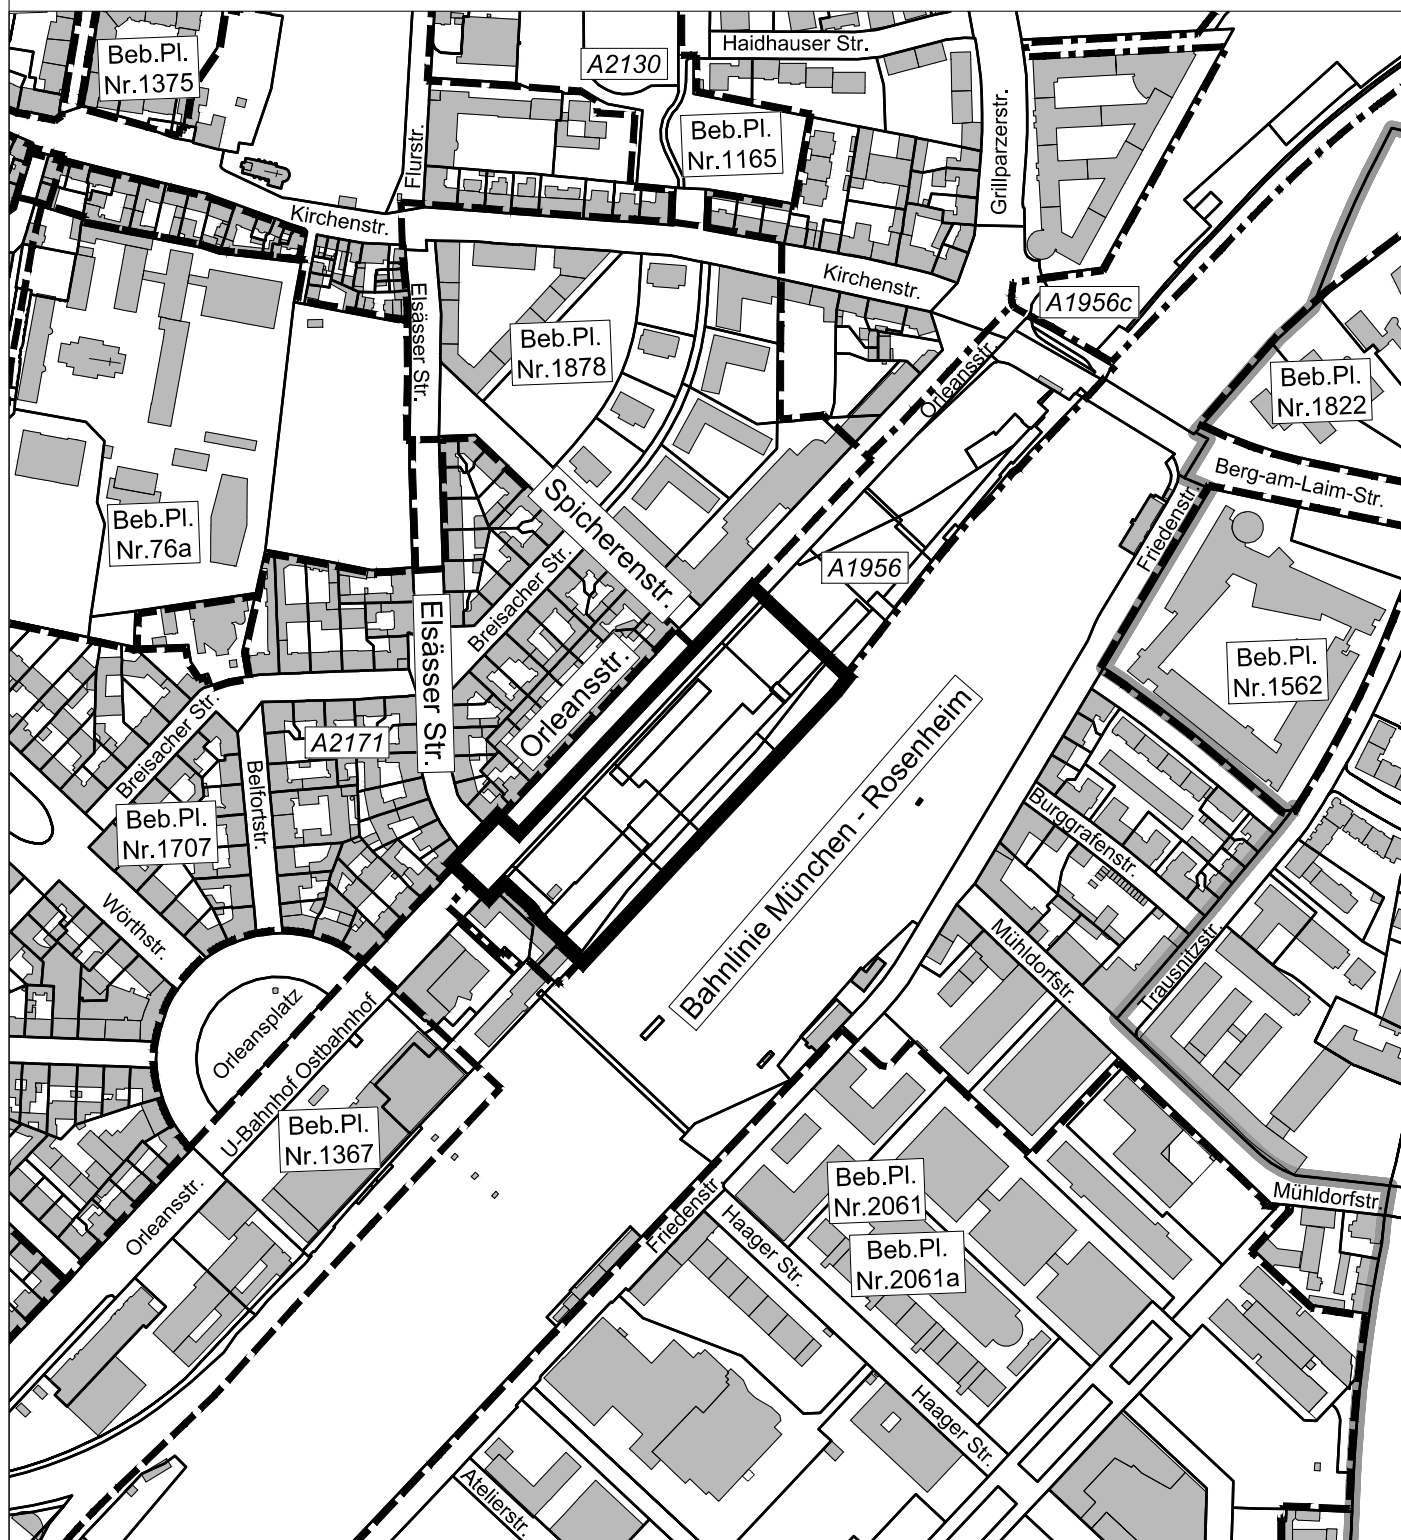 Haidhauser Str.
Beb.Pl.
Nr.1375
A2130
Beb.Pl.
Nr.1165
Flurstr.
Grillparzerstr.
Kirchenstr.
Kirchenstr.
A1956c
Elsässer Str.
Beb.Pl.
Nr.1878
Orleansstr.
Beb.Pl.
Nr.1822
Berg-am-Laim-Str.
Beb.Pl.
Nr.76a
Spicherenstr.
Friedenstr.
A1956
Breisacher Str.
Elsässer Str.
Orleansstr.
Beb.Pl.
Nr.1562
Breisacher Str.
A2171
Bahnlinie München - Rosenheim
Belfortstr.
Beb.Pl.
Nr.1707
Burggrafenstr.
Wörthstr.
Mühldorfstr.
Trausnitzstr.
Orleansplatz
U-Bahnhof Ostbahnhof
Beb.Pl.
Nr.1367
Orleansstr.
Beb.Pl.
Nr.2061
Mühldorfstr.
Friedenstr.
Haager Str.
Beb.Pl.
Nr.2061a
Haager Str.
Atelierstr.